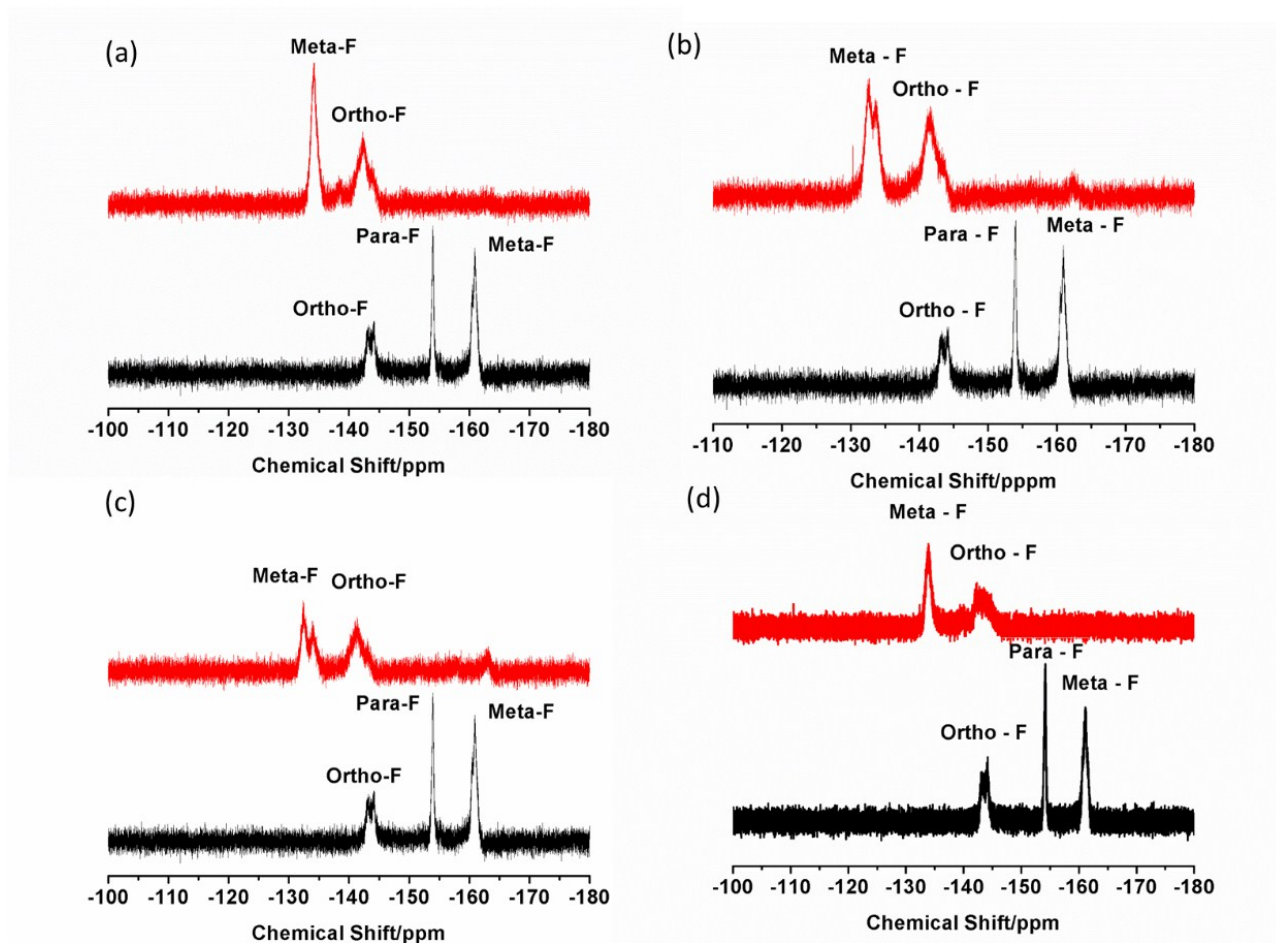 (a)
Meta-F
Ortho-F
Para-F
Meta-F
Ortho-F
-100 -110 -120 -130 -140 -150 -160 -170 -180
Chemical Shift/ppm
(b)
Meta - F
Ortho - F
Para - F
Meta - F
Ortho - F
-110 -120 -130 -140 -150 -160 -170 -180
Chemical Shift/pppm
(c)
Meta-F
Ortho-F
Para-F
Meta-F
Ortho-F
-100 -110 -120 -130 -140 -150 -160 -170 -180
Chemical Shift/ppm
(d)
Meta - F
Ortho - F
Para - F
Meta - F
Ortho - F
-100 -110 -120 -130 -140 -150 -160 -170 -180
Chemical Shift/ppm